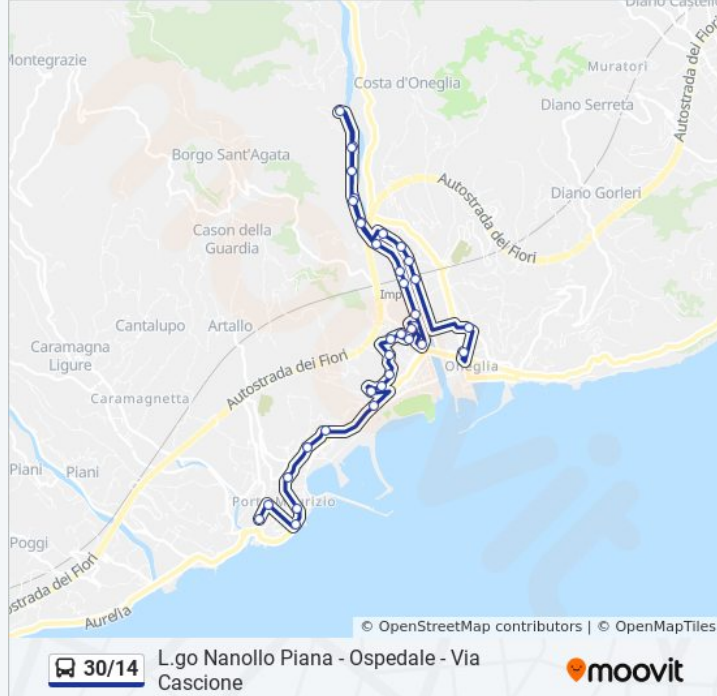 Diano Castello
Montegrazie
Costa d'Oneglia
Muratori
Diano Serreta
Autostrada dei Fiori
Borgo Sant'Agata
Autostrada dei Fiori
Diano Gorleri
Cason della
Guardia
Imp
Cantalupo
Artallo
Caramagna
Ligure
Autostrada dei Fiori
Oneglia
Caramagnetta
Piani
Piani
Porto Maurizio
Poggi
ostrada dei Fiori
Aurelia
© OpenStreetMap contributors | © OpenMapTiles
30/14
L.go Nanollo Piana - Ospedale - Via
Cascione
moovit